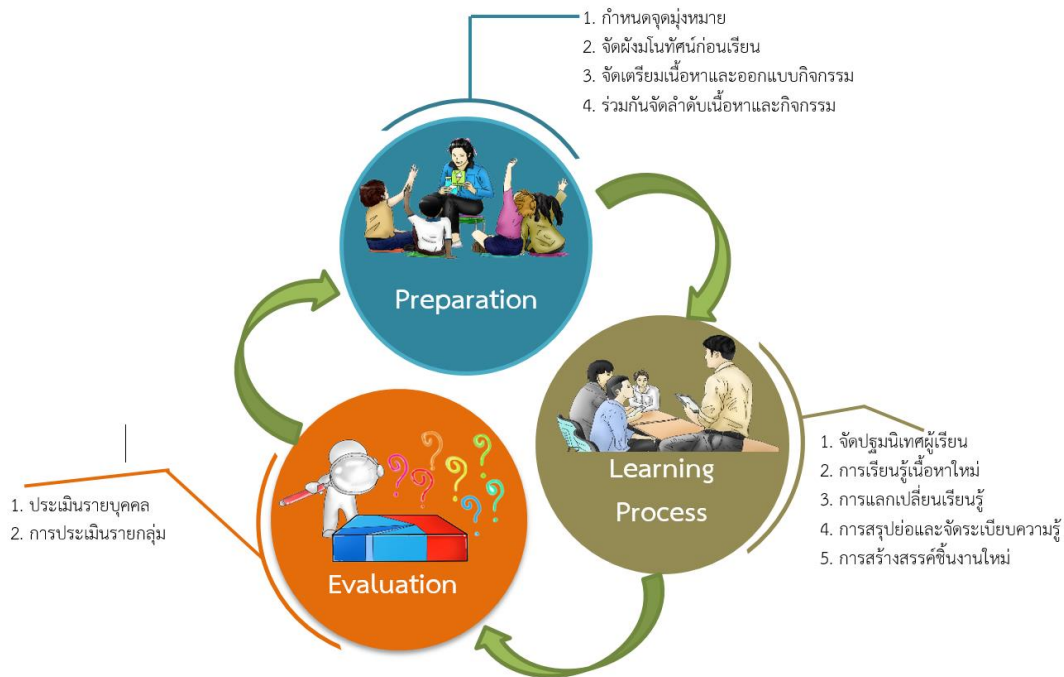 1. กำหนดจุดมุ่งหมาย
2. จัดผังมโนทัศน์ก่อนเรียน
3. จัดเตรียมเนื้อหาและออกแบบกิจกรรม
4. ร่วมกันจัดลำดับเนื้อหาและกิจกรรม
Preparation
Learning
Process
1. จัดปฐมนิเทศผู้เรียน
2. การเรียนรู้เนื้อหาใหม่
3. การแลกเปลี่ยนเรียนรู้
4. การสรุปย่อและจัดระเบียบความรู้
5. การสร้างสรรค์ชิ้นงานใหม่
Evaluation
1. ประเมินรายบุคคล
2. การประเมินรายกลุ่ม